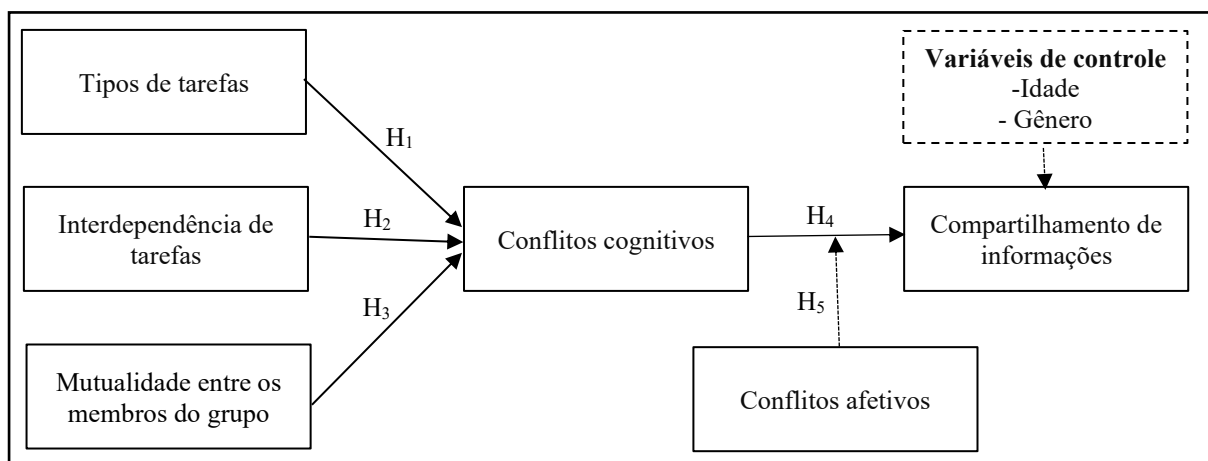 Tipos de tarefas
H1
Interdependência de
tarefas
H2
Mutualidade entre os
membros do grupo
H3
Conflitos cognitivos
H4
H5
Conflitos afetivos
Variáveis de controle
-Idade
- Gênero
Compartilhamento de
informações